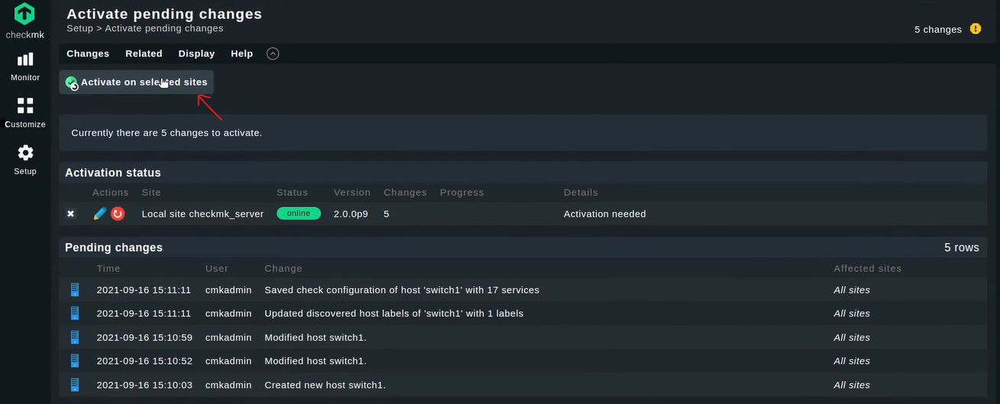 Activate pending changes
Setup > Activate pending changes
5 changes
checkmk
Changes Related Display Help
Monitor
Activate on selected sites
Customize
Currently there are 5 changes to activate.
Setup
Activation status
Actions Site Status Version Changes Progress Details
Local site checkmk_server online 2.0.0p9 5 Activation needed
Pending changes 5 rows
Time User Change Affected sites
2021-09-16 15:11:11 cmkadmin Saved check configuration of host 'switch1' with 17 services All sites
2021-09-16 15:11:11 cmkadmin Updated discovered host labels of 'switch1' with 1 labels All sites
2021-09-16 15:10:59 cmkadmin Modified host switch1. All sites
2021-09-16 15:10:52 cmkadmin Modified host switch1. All sites
2021-09-16 15:10:03 cmkadmin Created new host switch1. All sites